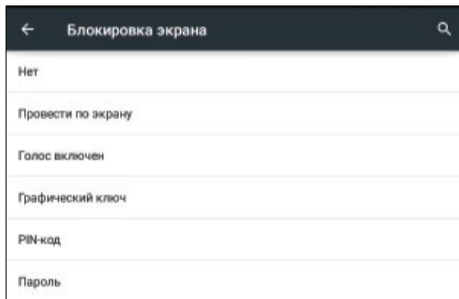 Блокировка экрана
Нет
Провести по экрану
Голос включен
Графический ключ
PIN-код
Пароль